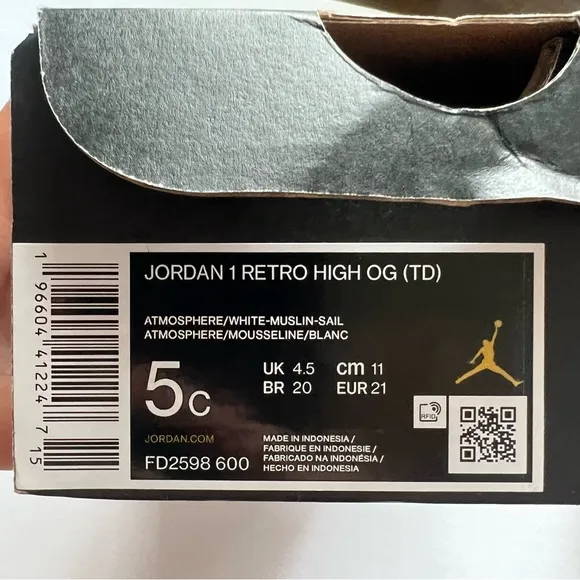 JORDAN 1 RETRO HIGH OG (TD)
ATMOSPHERE/WHITE-MUSLIN-SAIL
ATMOSPHERE/MOUSSELINE/BLANC
5C
UK 4.5 cm 11
BR 20 EUR 21
RFID
JORDAN.COM
FD2598 600
MADE IN INDONESIA /
FABRIQUE EN INDONESIE /
FABRICADO NA INDONÉSIA /
HECHO EN INDONESIA
1 96604 41224 7 15